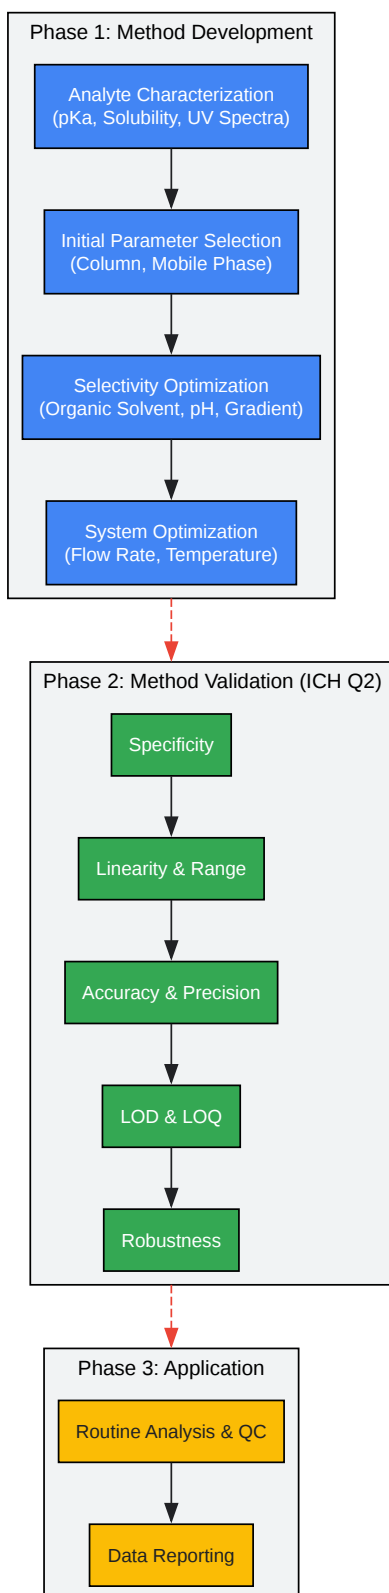 Phase 1: Method Development
Analyte Characterization
(pKa, Solubility, UV Spectra)
Initial Parameter Selection
(Column, Mobile Phase)
Selectivity Optimization
(Organic Solvent, pH, Gradient)
System Optimization
(Flow Rate, Temperature)
Phase 2: Method Validation (ICH Q2)
Specificity
Linearity & Range
Accuracy & Precision
LOD & LOQ
Robustness
Phase 3: Application
Routine Analysis & QC
Data Reporting